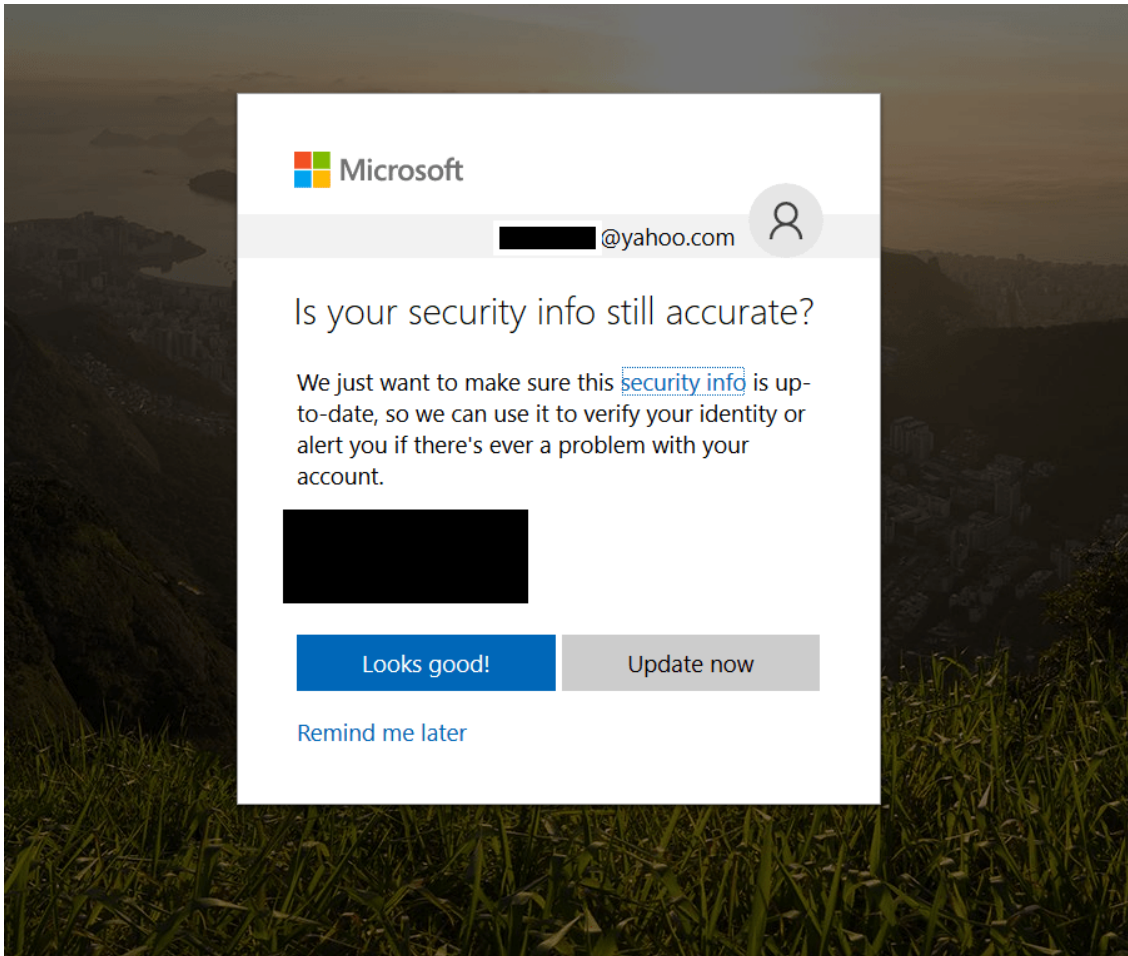 Microsoft
@yahoo.com
Is your security info still accurate?
We just want to make sure this security info is up-
to-date, so we can use it to verify your identity or
alert you if there's ever a problem with your
account.
Looks good!
Update now
Remind me later